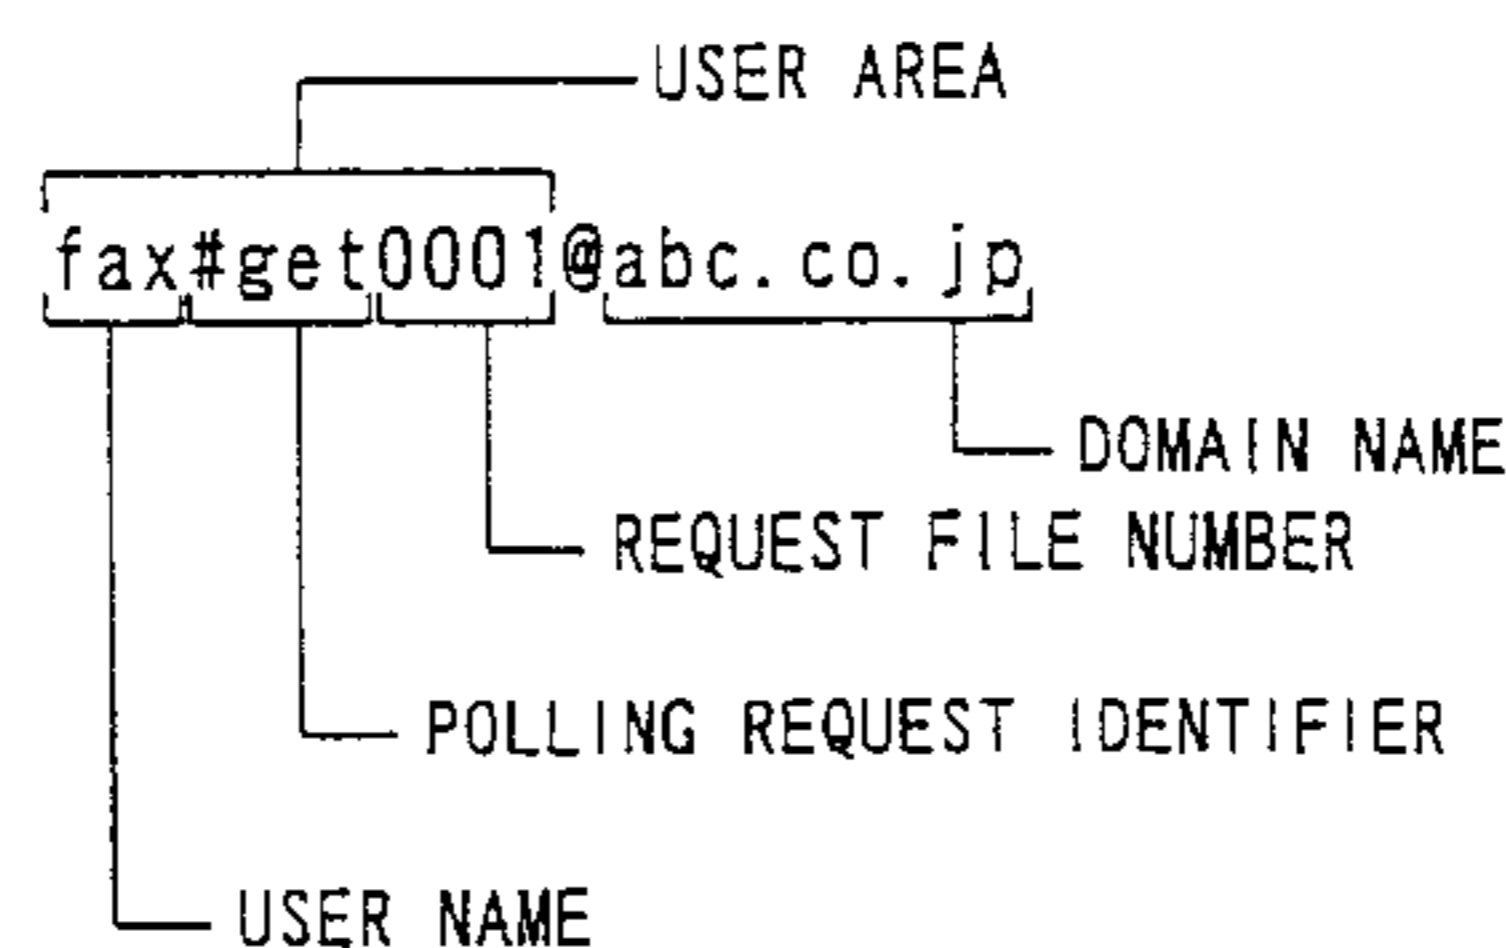 USER AREA
fax#get0001@abc.co.jp
DOMAIN NAME
REQUEST FILE NUMBER
POLLING REQUEST IDENTIFIER
USER NAME